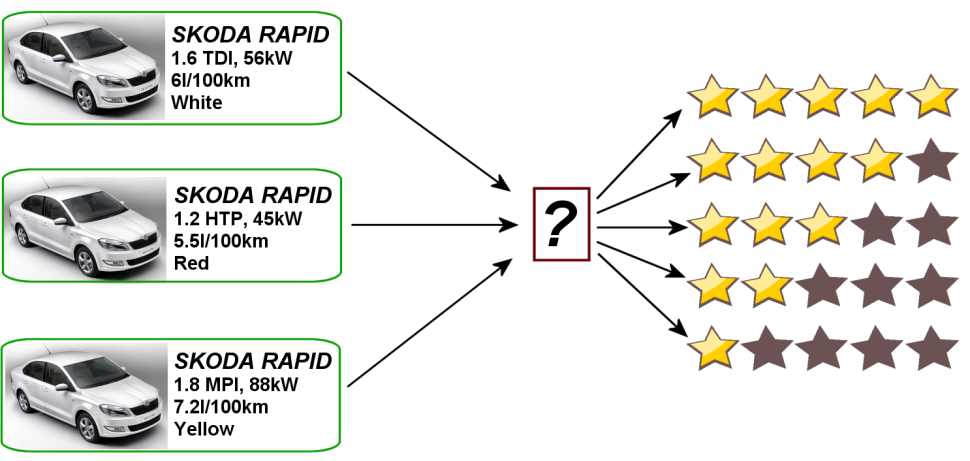 SKODA RAPID
1.6 TDI, 56kW
6l/100km
White
SKODA RAPID
1.2 HTP, 45kW
5.5l/100km
Red
SKODA RAPID
1.8 MPI, 88kW
7.2l/100km
Yellow
?